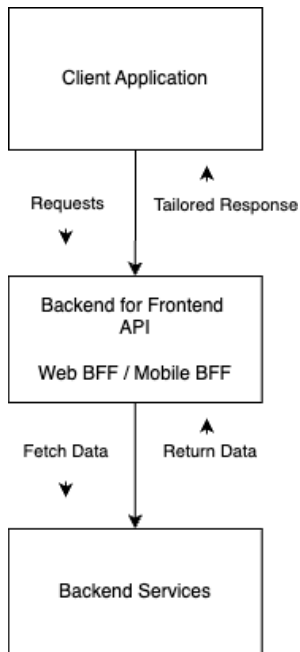 Client Application
Requests
Tailored Response
Backend for Frontend
API
Web BFF / Mobile BFF
Fetch Data
Return Data
Backend Services